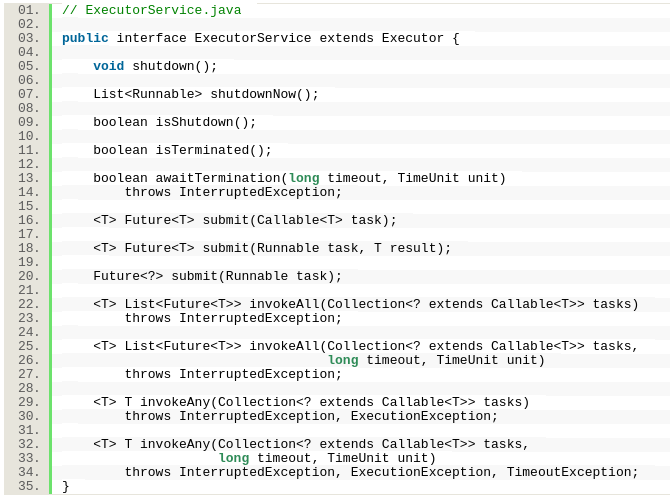 01. // ExecutorService.java
02.
03. public interface ExecutorService extends Executor {
04.
05.     void shutdown();
06.
07.     List<Runnable> shutdownNow();
08.
09.     boolean isShutdown();
10.
11.     boolean isTerminated();
12.
13.     boolean awaitTermination(long timeout, TimeUnit unit)
14.         throws InterruptedException;
15.
16.     <T> Future<T> submit(Callable<T> task);
17.
18.     <T> Future<T> submit(Runnable task, T result);
19.
20.     Future<?> submit(Runnable task);
21.
22.     <T> List<Future<T>> invokeAll(Collection<? extends Callable<T>> tasks)
23.         throws InterruptedException;
24.
25.     <T> List<Future<T>> invokeAll(Collection<? extends Callable<T>> tasks,
26.                                   long timeout, TimeUnit unit)
27.         throws InterruptedException;
28.
29.     <T> T invokeAny(Collection<? extends Callable<T>> tasks)
30.         throws InterruptedException, ExecutionException;
31.
32.     <T> T invokeAny(Collection<? extends Callable<T>> tasks,
33.                     long timeout, TimeUnit unit)
34.         throws InterruptedException, ExecutionException, TimeoutException;
35. }